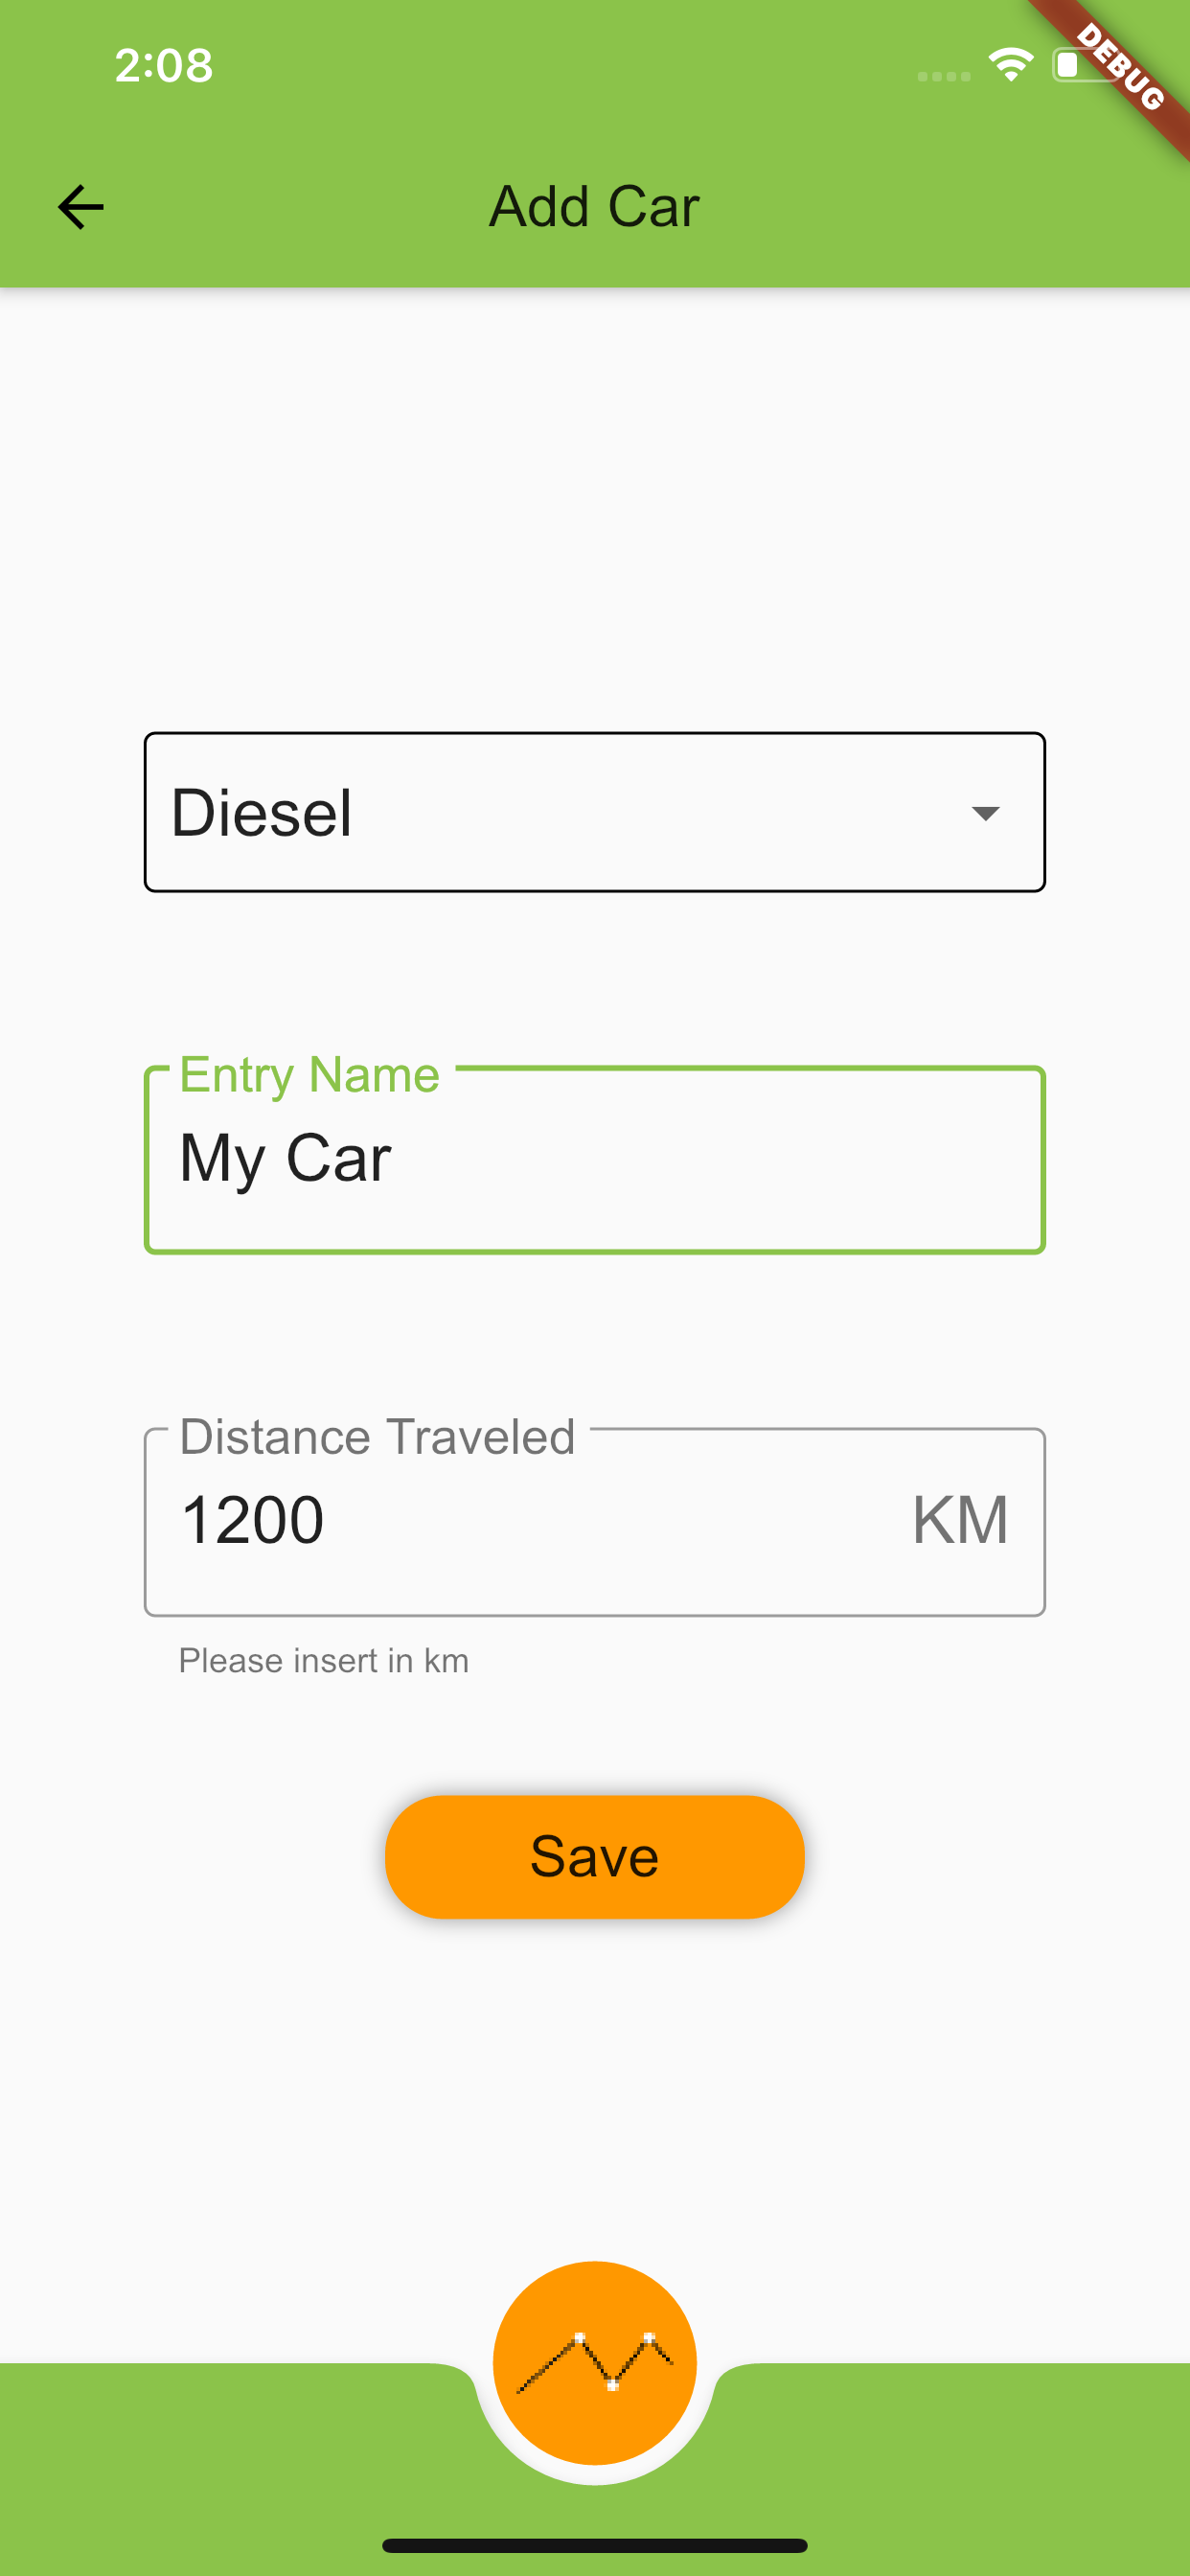 2:08
DEBUG
Add Car
Diesel
Entry Name
My Car
Distance Traveled
1200 KM
Please insert in km
Save